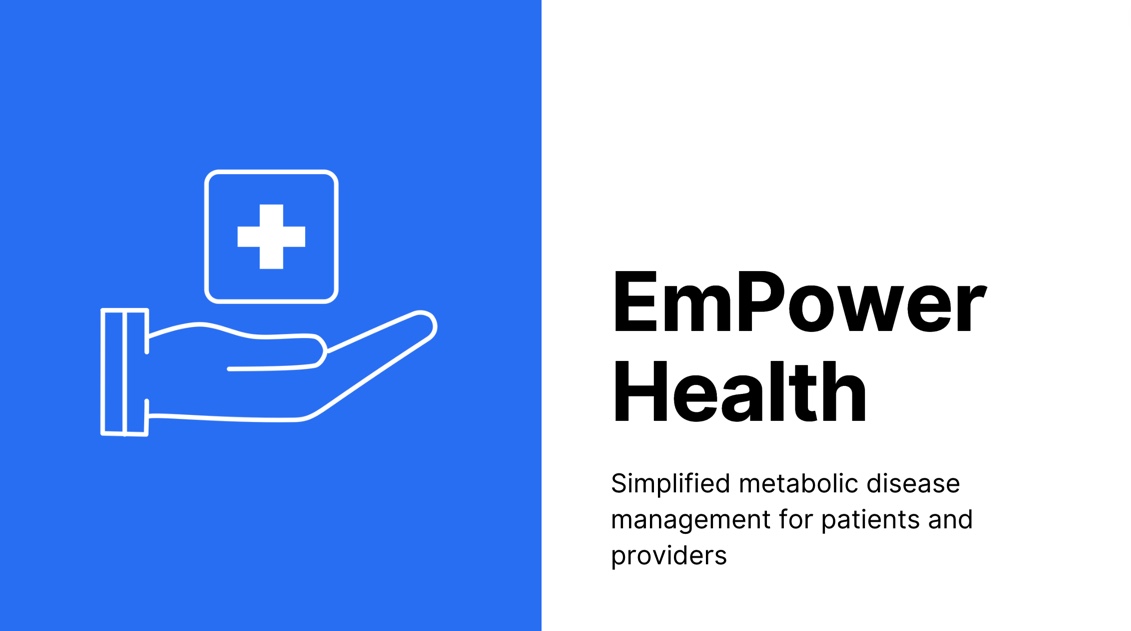 EmPower
Health
Simplified metabolic disease
management for patients and
providers